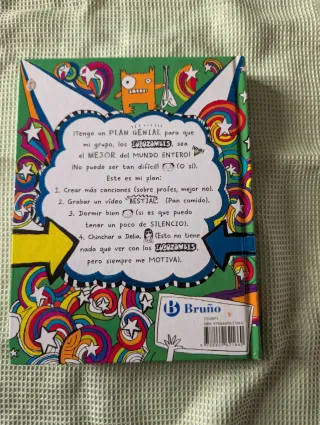 ¡Tengo un PLAN GENIAL para que
mi grupo, los LOBOZOMBIS, sea
el MEJOR del MUNDO ENTERO!
¡No puede ser tan difícil! (O sí).
Este es mi plan:
1. Crear más canciones (sobre profes, mejor no).
2. Grabar un vídeo BESTIAL (Pan comido).
3. Dormir bien (si es que puedo
tener un poco de SILENCIO).
4. Chinchar a Delia. (Esto no tiene
nada que ver con los LOBOZOMBIS,
pero siempre me MOTIVA).
B Bruño